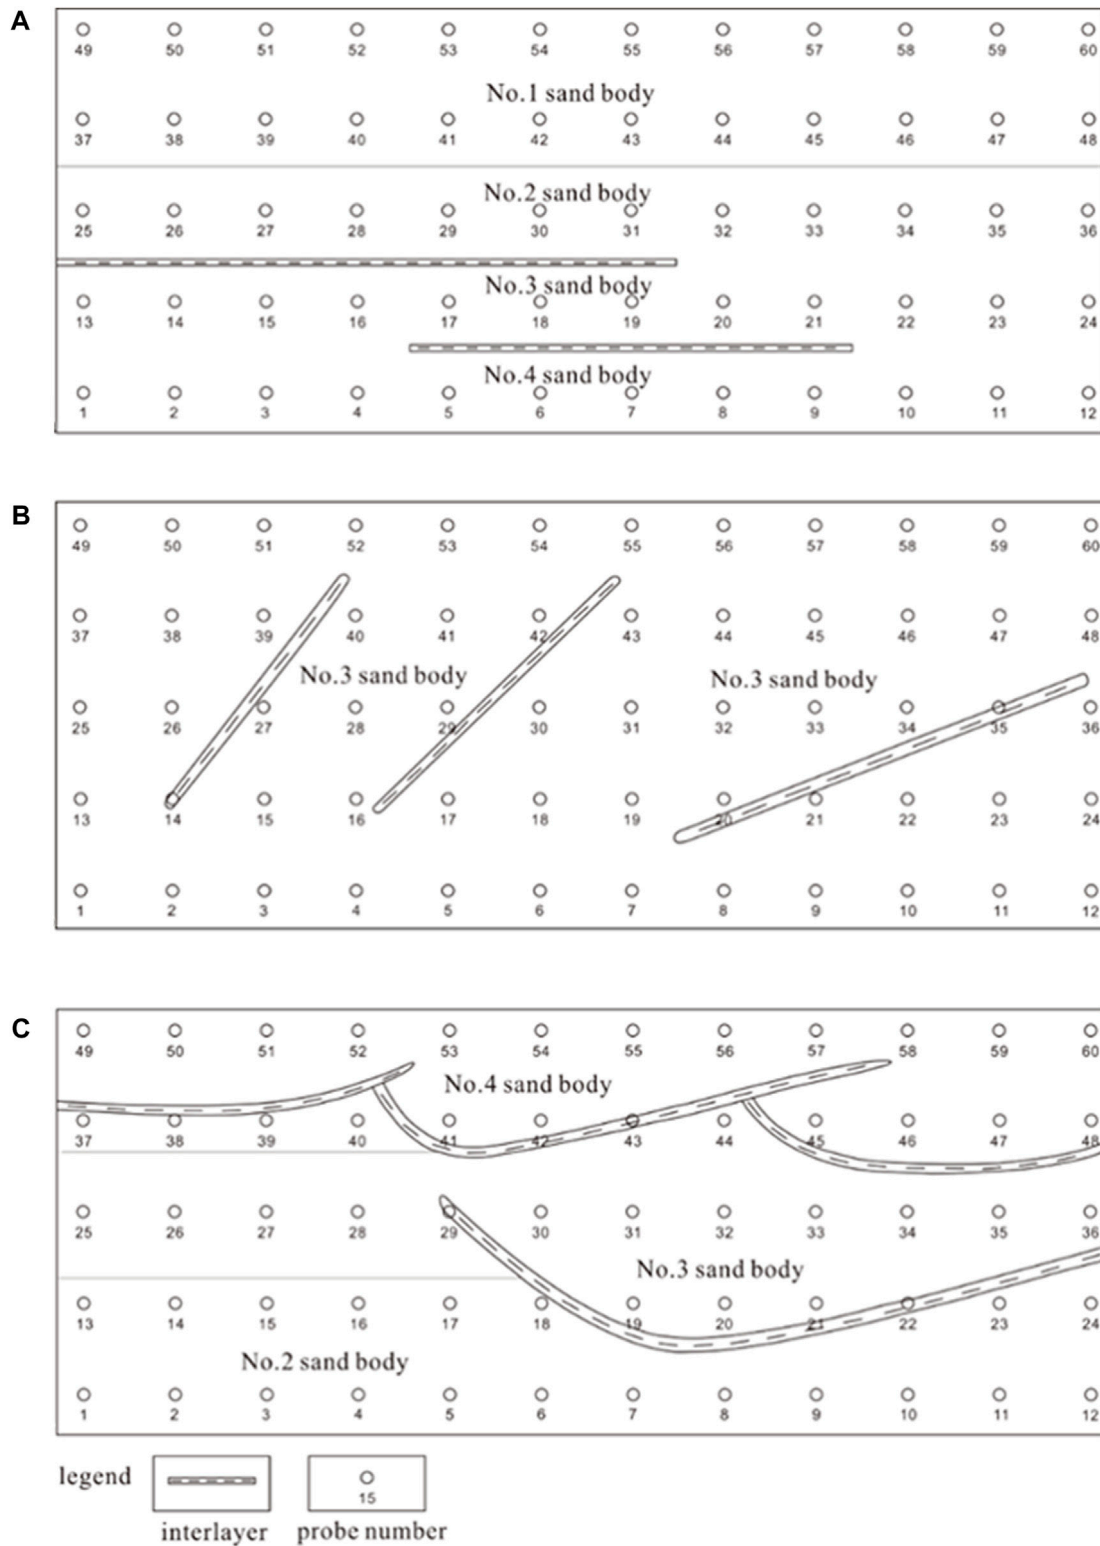 A
49 50 51 52 53 54 55 56 57 58 59 60
No.1 sand body
37 38 39 40 41 42 43 44 45 46 47 48
No.2 sand body
25 26 27 28 29 30 31 32 33 34 35 36
No.3 sand body
13 14 15 16 17 18 19 20 21 22 23 24
No.4 sand body
1 2 3 4 5 6 7 8 9 10 11 12
B
49 50 51 52 53 54 55 56 57 58 59 60
37 38 39 40 41 42 43 44 45 46 47 48
No.3 sand body No.3 sand body
25 26 27 28 29 30 31 32 33 34 35 36
13 14 15 16 17 18 19 20 21 22 23 24
1 2 3 4 5 6 7 8 9 10 11 12
C
49 50 51 52 53 54 55 56 57 58 59 60
No.4 sand body
37 38 39 40 41 42 43 44 45 46 47 48
25 26 27 28 29 30 31 32 33 34 35 36
No.3 sand body
13 14 15 16 17 18 19 20 21 22 23 24
No.2 sand body
1 2 3 4 5 6 7 8 9 10 11 12
legend
15
interlayer probe number